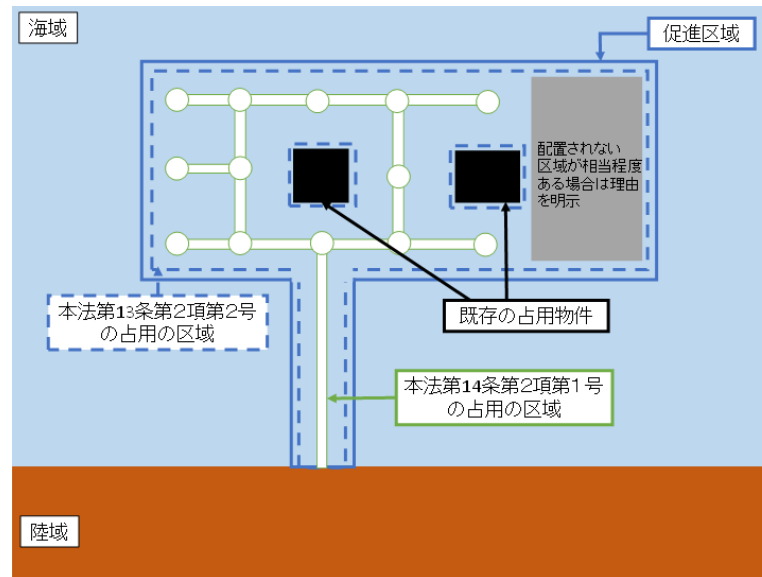 海域
促進区域
配置されない
区域が相当程度
ある場合は理由
を明示
本法第13条第2項第2号
の占用の区域
既存の占用物件
本法第14条第2項第1号
の占用の区域
陸域